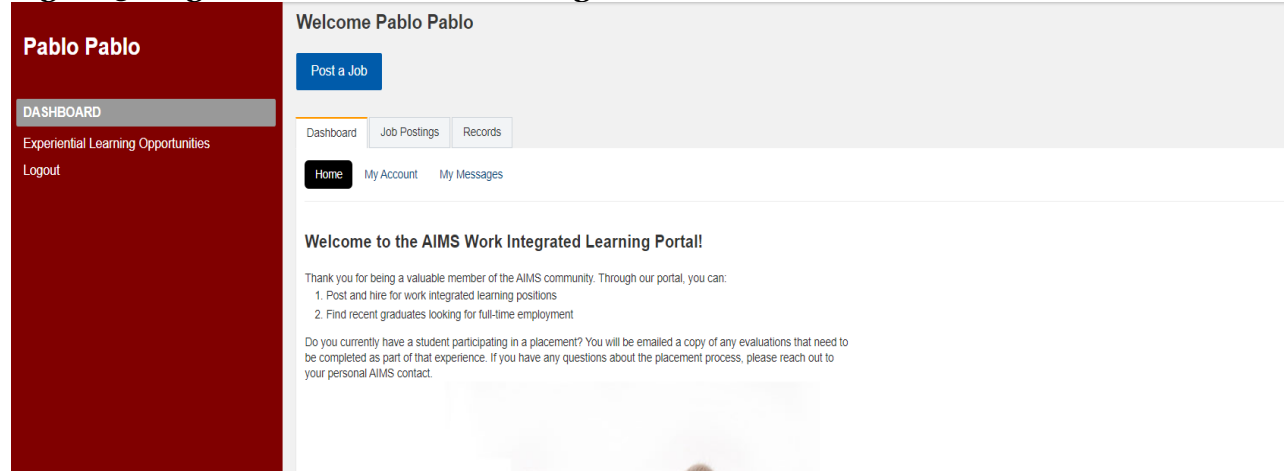 Welcome Pablo Pablo
Pablo Pablo
Post a Job
DASHBOARD
Experiential Learning Opportunities
Logout
Dashboard Job Postings Records
Home My Account My Messages
Welcome to the AIMS Work Integrated Learning Portal!
Thank you for being a valuable member of the AIMS community. Through our portal, you can:
1. Post and hire for work integrated learning positions
2. Find recent graduates looking for full-time employment
Do you currently have a student participating in a placement? You will be emailed a copy of any evaluations that need to
be completed as part of that experience. If you have any questions about the placement process, please reach out to
your personal AIMS contact.